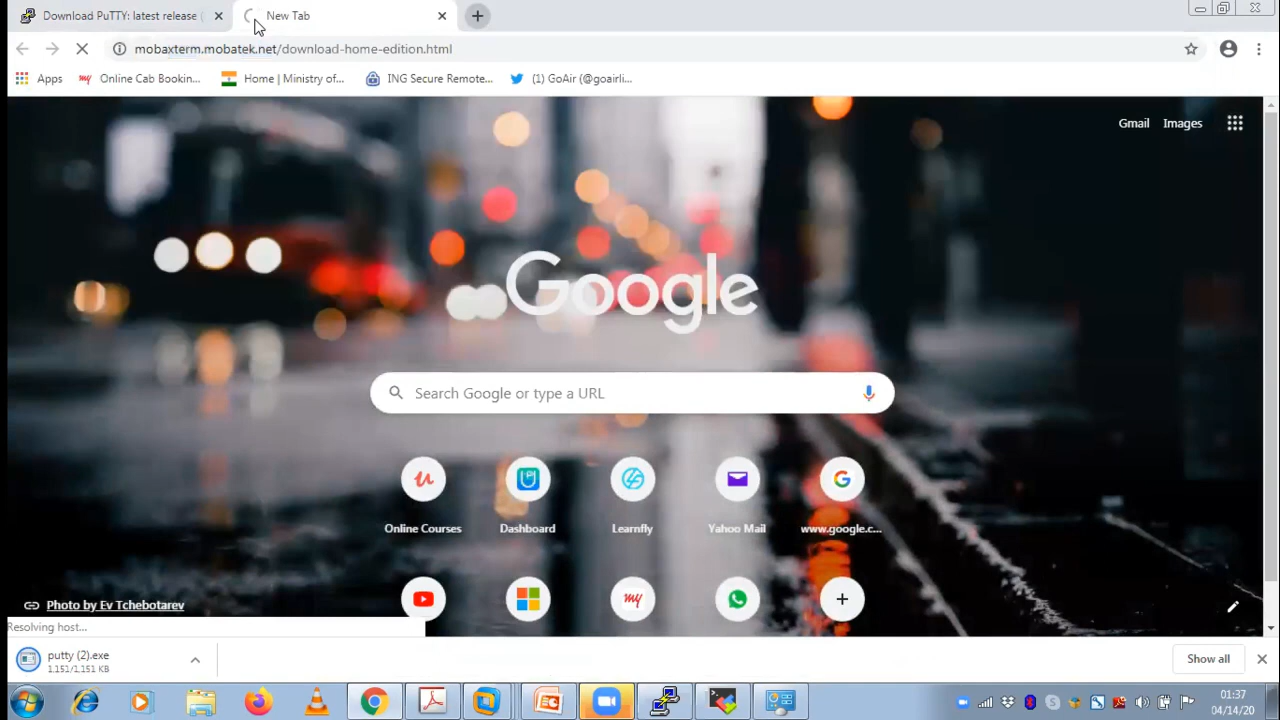 Download PuTTY: latest release (
New Tab
mobaxterm.mobatek.net/download-home-edition.html
Apps
Online Cab Bookin...
Home | Ministry of...
ING Secure Remote...
(1) GoAir (@goairli...
Gmail
Images
Google
Search Google or type a URL
Online Courses
Dashboard
Learnfly
Yahoo Mail
www.google.c...
my
Photo by Ev Tchebotarev
Resolving host...
putty (2).exe
1,151/1,151 KB
Show all
01:37
04/14/20